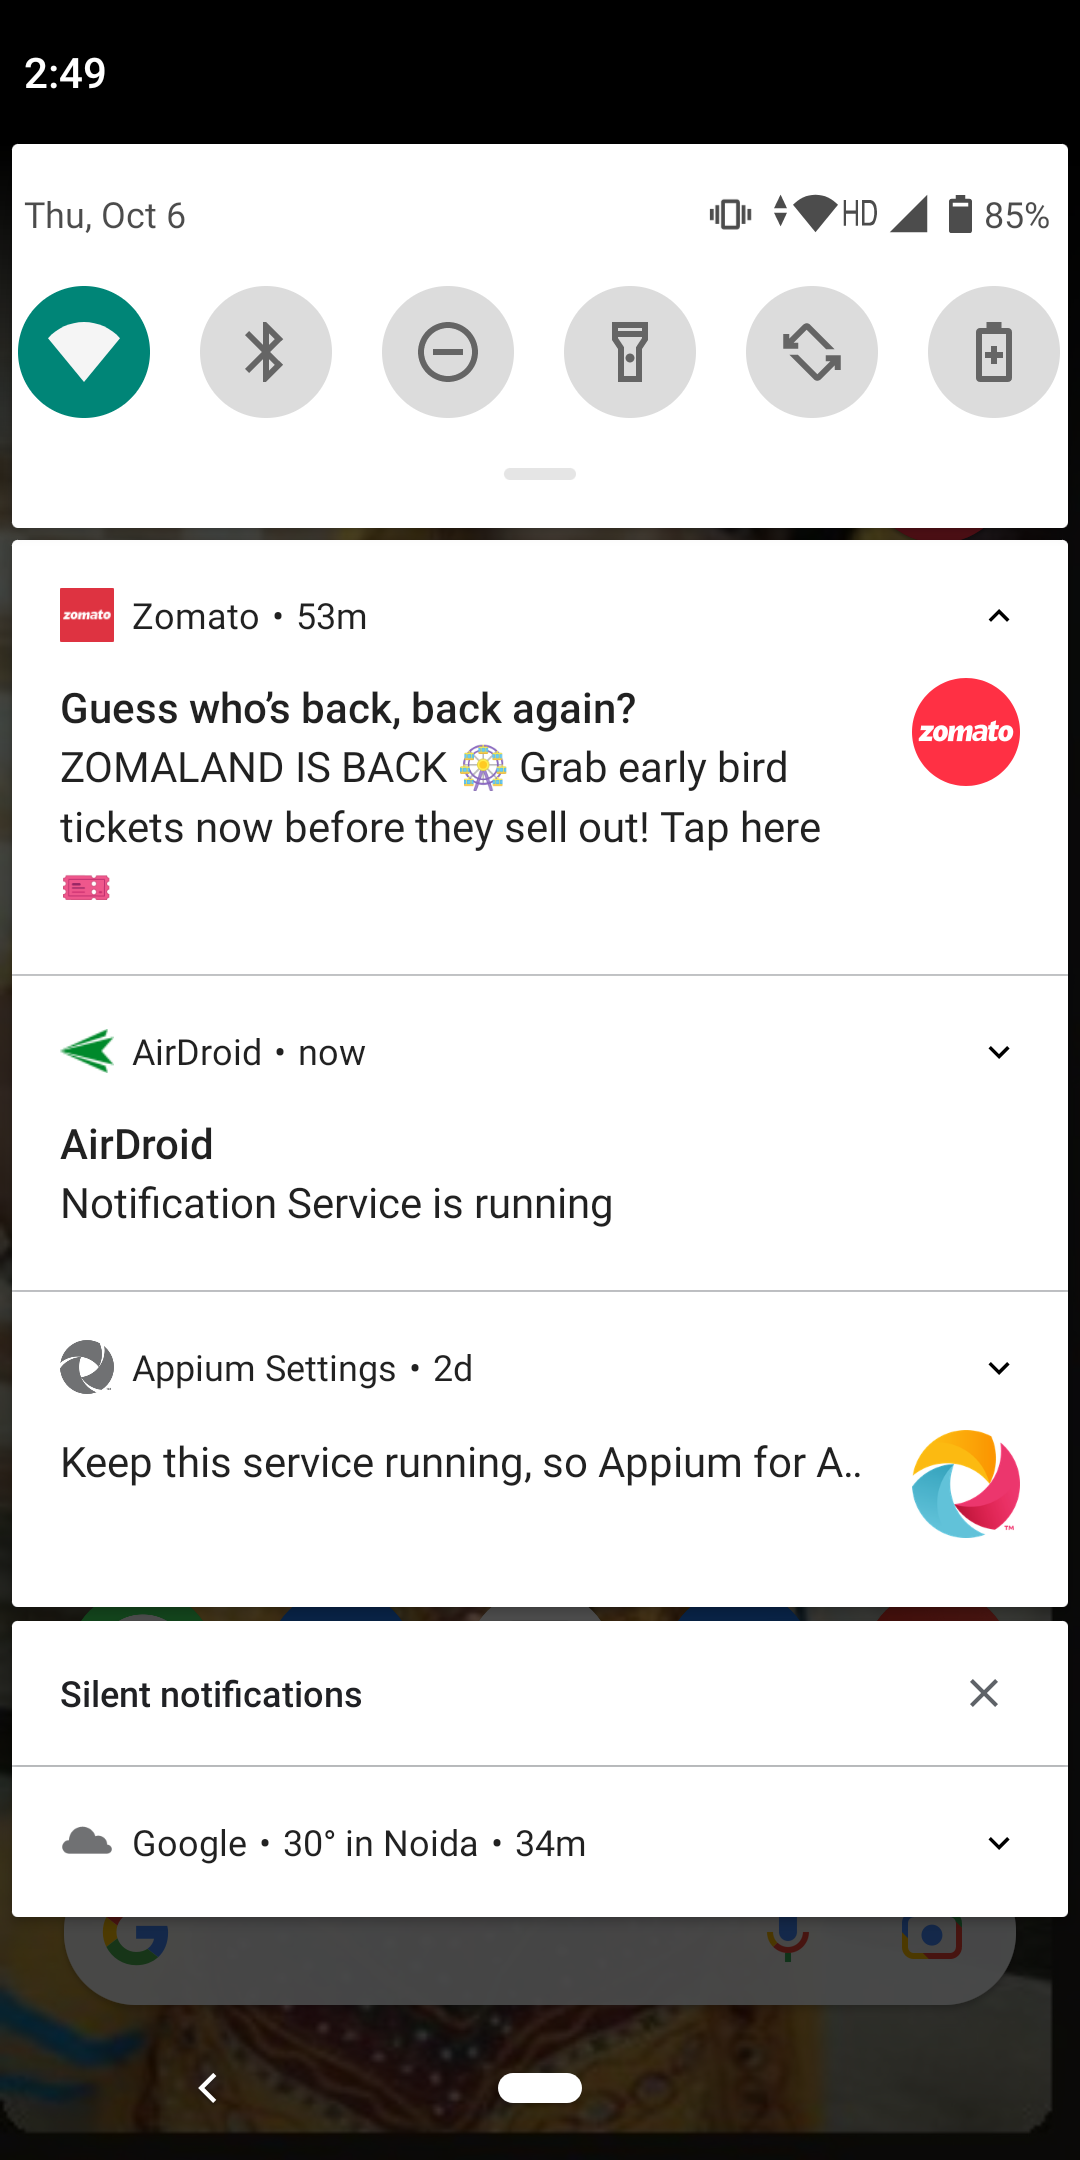 2:49
Thu, Oct 6
HD 85%
zomato Zomato • 53m
Guess who’s back, back again?
zomato
ZOMALAND IS BACK 🎡 Grab early bird
tickets now before they sell out! Tap here
🎫
AirDroid • now
AirDroid
Notification Service is running
Appium Settings • 2d
Keep this service running, so Appium for A..
TM
Silent notifications
Google • 30° in Noida • 34m